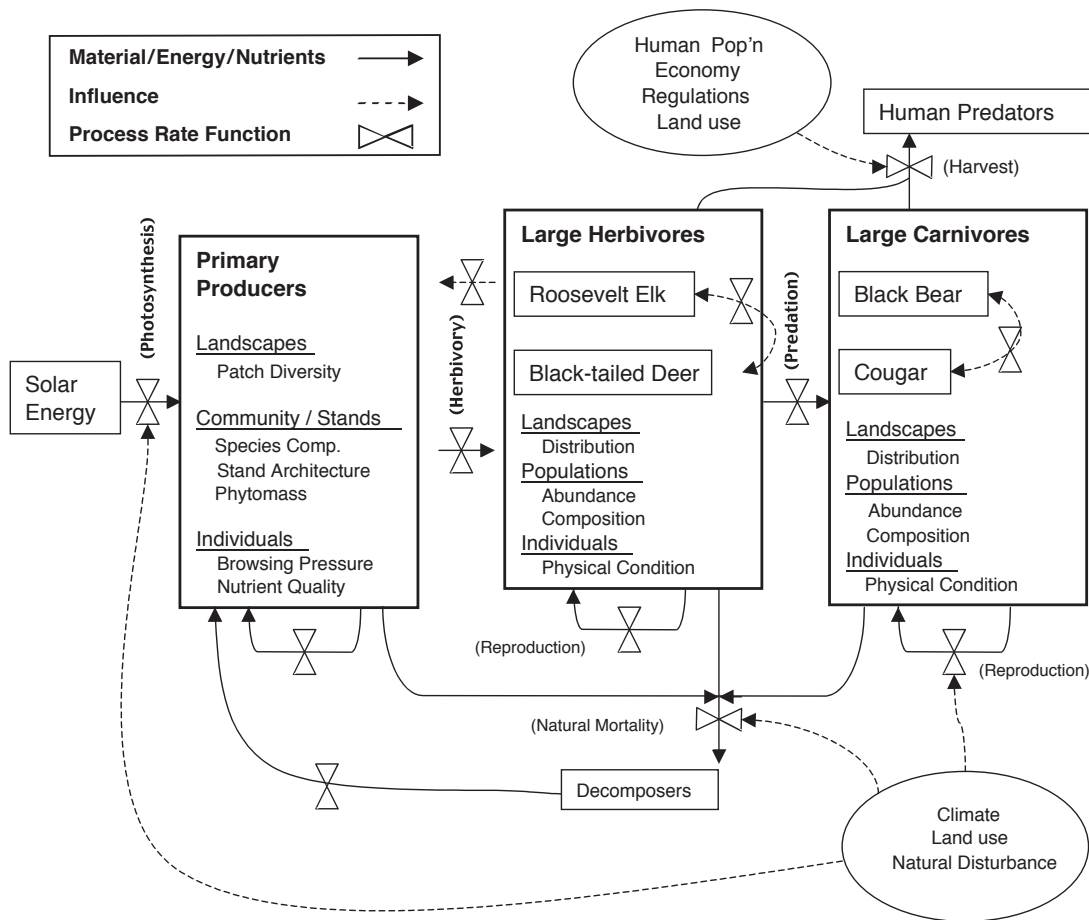 Material/Energy/Nutrients
Influence
Process Rate Function
Human Pop'n
Economy
Regulations
Land use
Human Predators
(Harvest)
(Photosynthesis)
Solar
Energy
Primary
Producers
Landscapes
Patch Diversity
Community / Stands
Species Comp.
Stand Architecture
Phytomass
Individuals
Browsing Pressure
Nutrient Quality
(Herbivory)
Large Herbivores
Roosevelt Elk
Black-tailed Deer
Landscapes
Distribution
Populations
Abundance
Composition
Individuals
Physical Condition
(Predation)
Large Carnivores
Black Bear
Cougar
Landscapes
Distribution
Populations
Abundance
Composition
Individuals
Physical Condition
(Reproduction)
(Reproduction)
(Natural Mortality)
Decomposers
Climate
Land use
Natural Disturbance